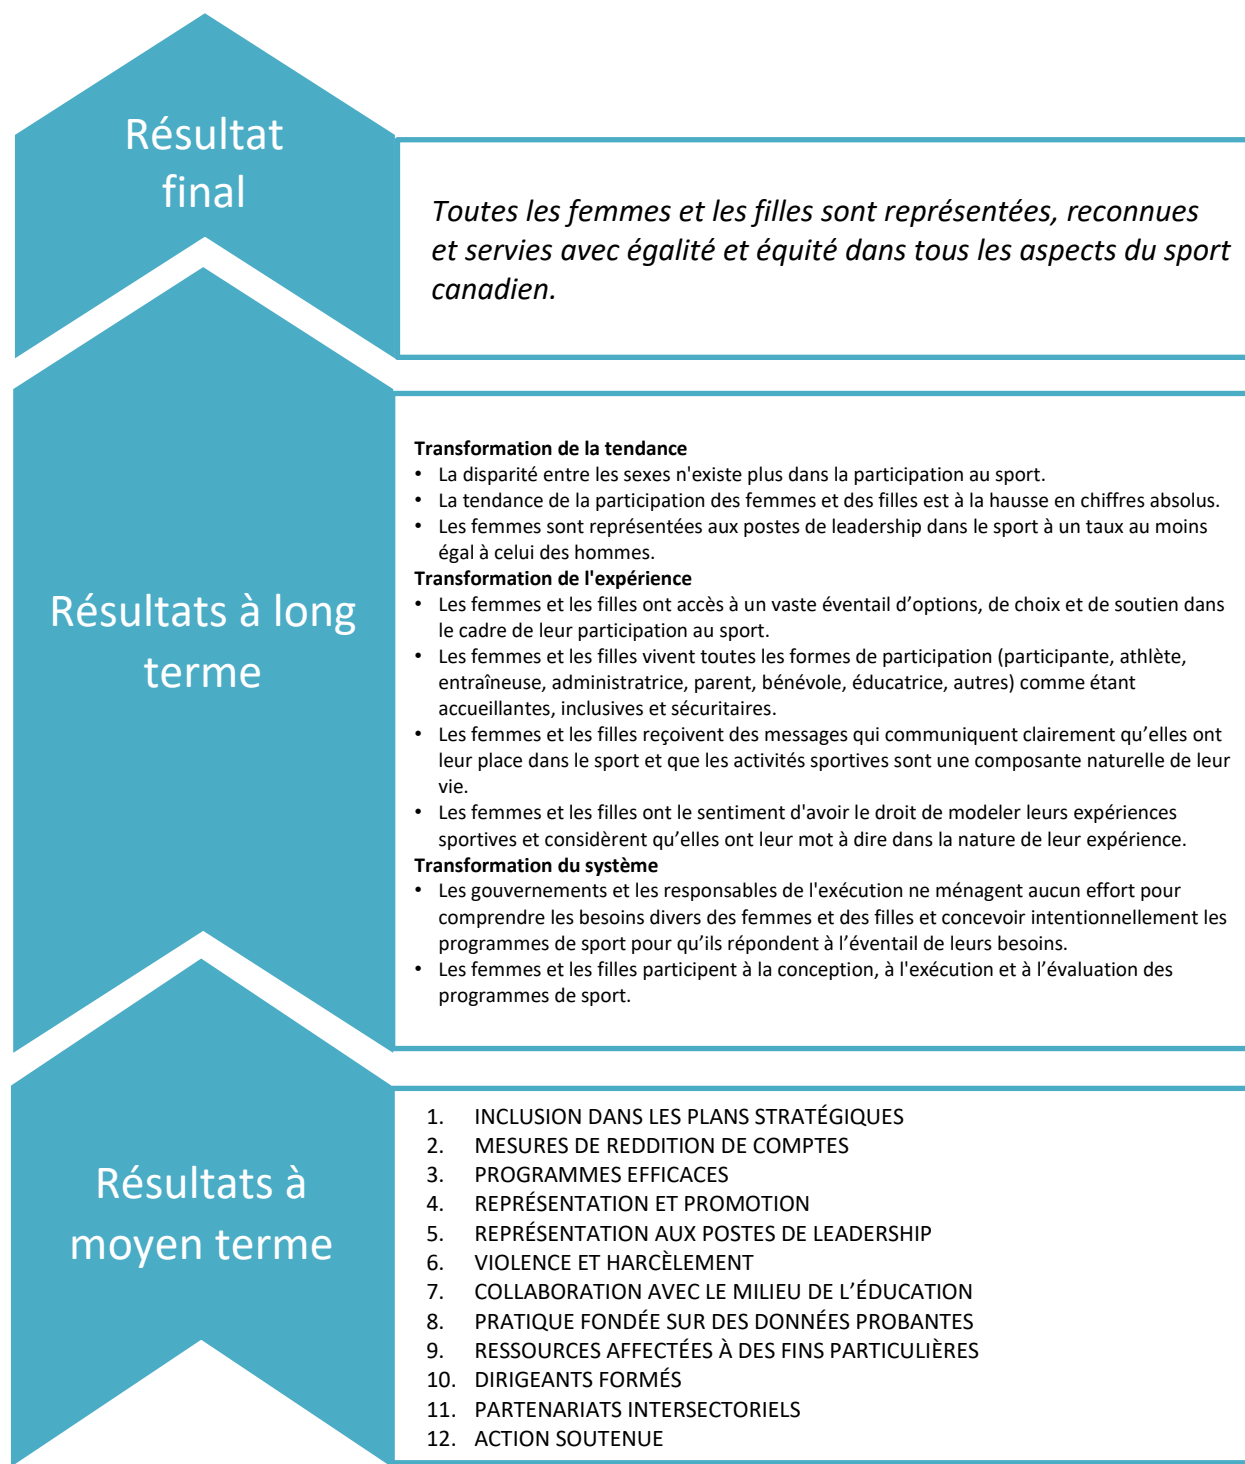 Résultat
final
Toutes les femmes et les filles sont représentées, reconnues
et servies avec égalité et équité dans tous les aspects du sport
canadien.
Résultats à long
terme
Transformation de la tendance
• La disparité entre les sexes n'existe plus dans la participation au sport.
• La tendance de la participation des femmes et des filles est à la hausse en chiffres absolus.
• Les femmes sont représentées aux postes de leadership dans le sport à un taux au moins
égal à celui des hommes.
Transformation de l'expérience
• Les femmes et les filles ont accès à un vaste éventail d’options, de choix et de soutien dans
le cadre de leur participation au sport.
• Les femmes et les filles vivent toutes les formes de participation (participante, athlète,
entraîneuse, administratrice, parent, bénévole, éducatrice, autres) comme étant
accueillantes, inclusives et sécuritaires.
• Les femmes et les filles reçoivent des messages qui communiquent clairement qu’elles ont
leur place dans le sport et que les activités sportives sont une composante naturelle de leur
vie.
• Les femmes et les filles ont le sentiment d'avoir le droit de modeler leurs expériences
sportives et considèrent qu’elles ont leur mot à dire dans la nature de leur expérience.
Transformation du système
• Les gouvernements et les responsables de l'exécution ne ménagent aucun effort pour
comprendre les besoins divers des femmes et des filles et concevoir intentionnellement les
programmes de sport pour qu’ils répondent à l’éventail de leurs besoins.
• Les femmes et les filles participent à la conception, à l'exécution et à l’évaluation des
programmes de sport.
Résultats à
moyen terme
1. INCLUSION DANS LES PLANS STRATÉGIQUES
2. MESURES DE REDDITION DE COMPTES
3. PROGRAMMES EFFICACES
4. REPRÉSENTATION ET PROMOTION
5. REPRÉSENTATION AUX POSTES DE LEADERSHIP
6. VIOLENCE ET HARCÈLEMENT
7. COLLABORATION AVEC LE MILIEU DE L’ÉDUCATION
8. PRATIQUE FONDÉE SUR DES DONNÉES PROBANTES
9. RESSOURCES AFFECTÉES À DES FINS PARTICULIÈRES
10. DIRIGEANTS FORMÉS
11. PARTENARIATS INTERSECTORIELS
12. ACTION SOUTENUE